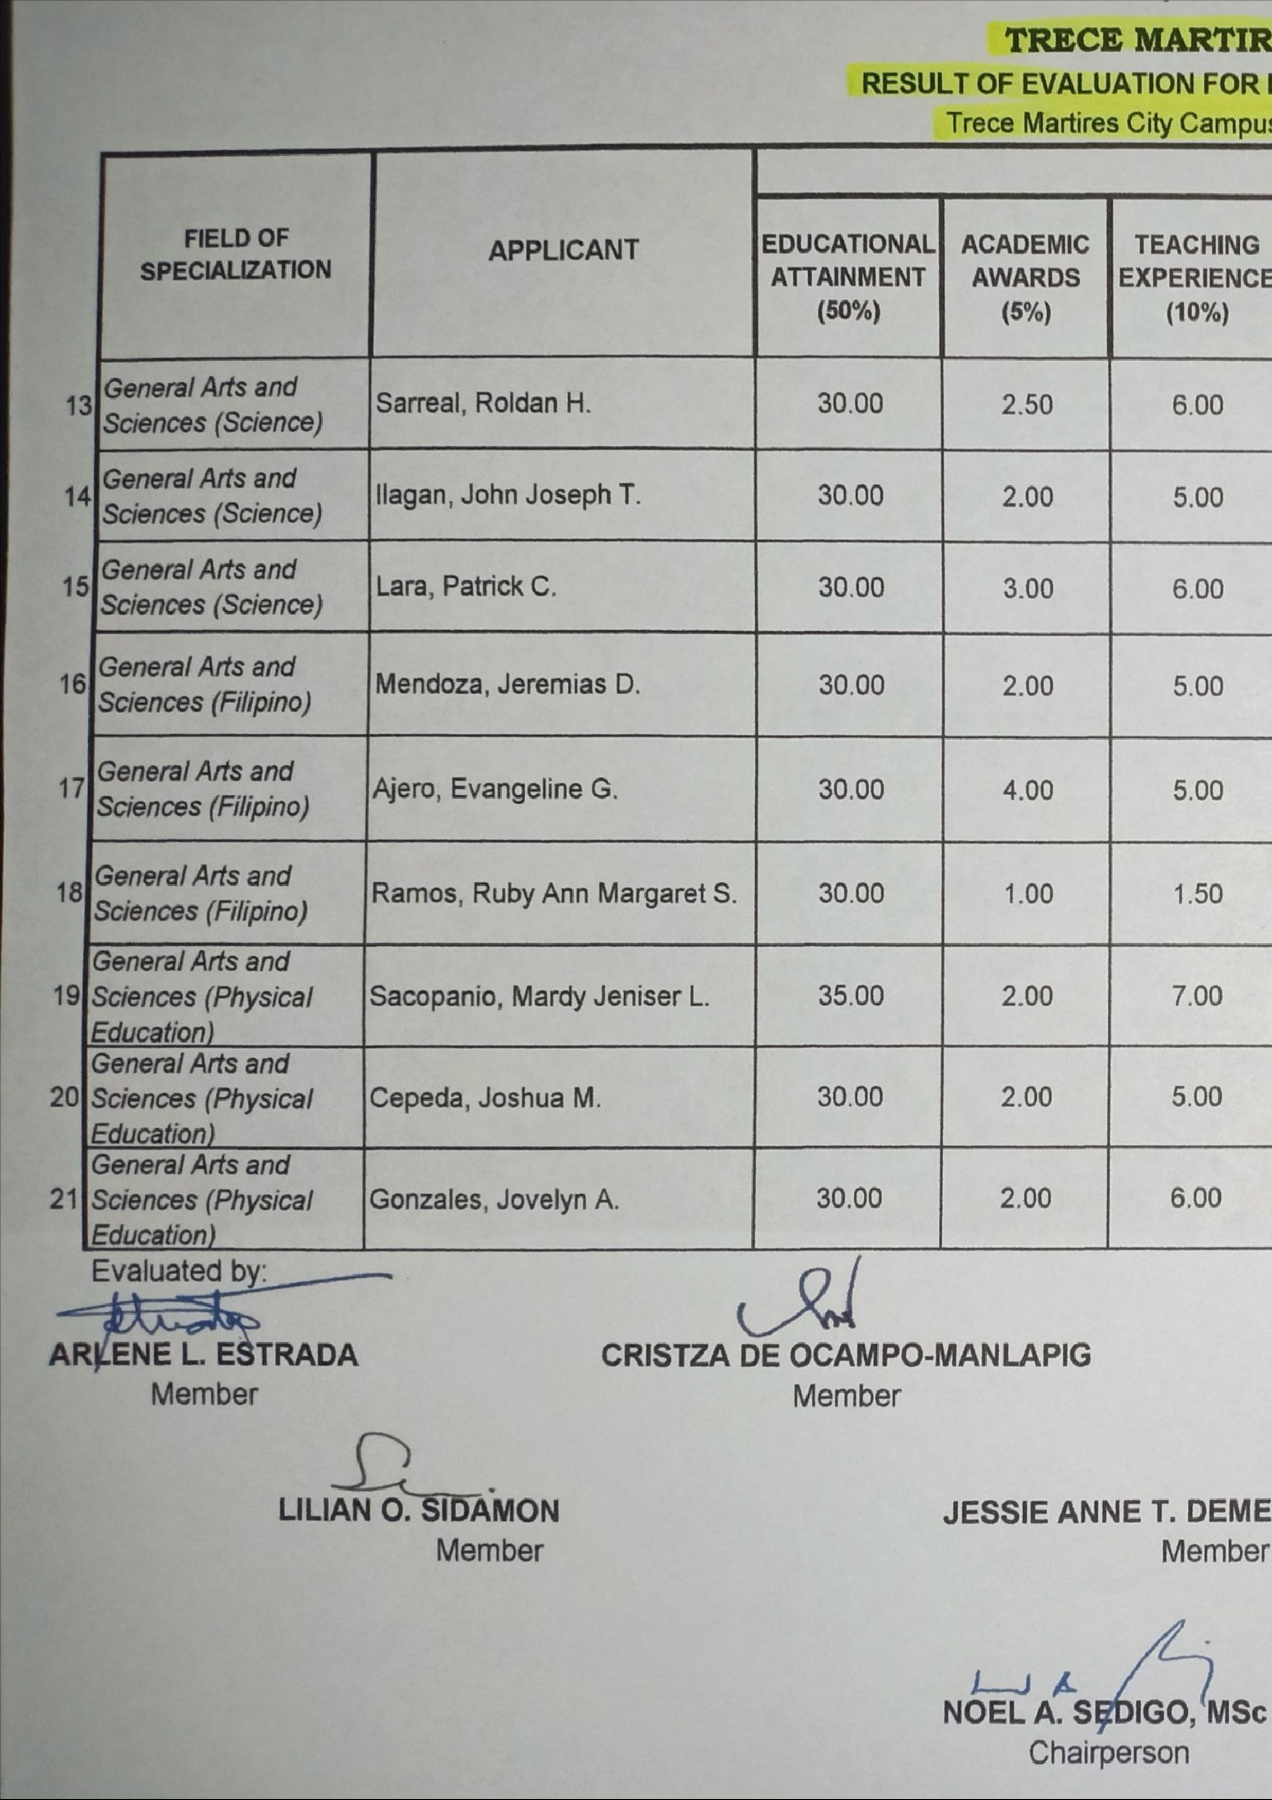 TRECE MARTIR
RESULT OF EVALUATION FOR
Trece Martires City Campus
FIELD OF
SPECIALIZATION
APPLICANT
EDUCATIONAL
ATTAINMENT
(50%)
ACADEMIC
AWARDS
(5%)
TEACHING
EXPERIENCE
(10%)
13 General Arts and
Sciences (Science) Sarreal, Roldan H. 30.00 2.50 6.00
14 General Arts and
Sciences (Science) Ilagan, John Joseph T. 30.00 2.00 5.00
15 General Arts and
Sciences (Science) Lara, Patrick C. 30.00 3.00 6.00
16 General Arts and
Sciences (Filipino) Mendoza, Jeremias D. 30.00 2.00 5.00
17 General Arts and
Sciences (Filipino) Ajero, Evangeline G. 30.00 4.00 5.00
18 General Arts and
Sciences (Filipino) Ramos, Ruby Ann Margaret S. 30.00 1.00 1.50
General Arts and
19 Sciences (Physical Sacopanio, Mardy Jeniser L. 35.00 2.00 7.00
Education)
General Arts and
20 Sciences (Physical Cepeda, Joshua M. 30.00 2.00 5.00
Education)
General Arts and
21 Sciences (Physical Gonzales, Jovelyn A. 30.00 2.00 6.00
Education)
Evaluated by:
ARLENE L. ESTRADA CRISTZA DE OCAMPO-MANLAPIG
Member Member
LILIAN O. SIDAMON JESSIE ANNE T. DEME
Member Member
NOEL A. SEDIGO, MSc
Chairperson